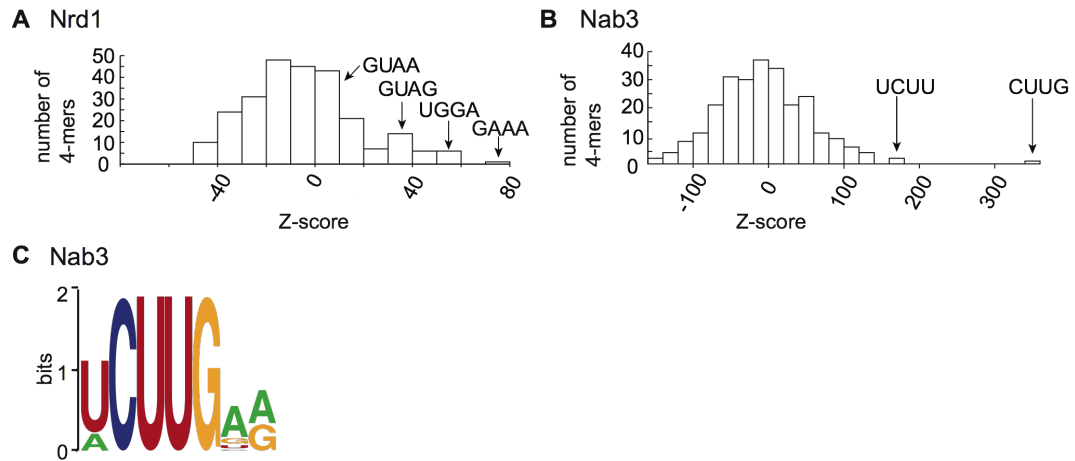 A Nrd1
number of
4-mers
50
40
30
20
10
0
GUAA
GUAG
UGGA
GAAA
-40
0
40
80
Z-score
B Nab3
number of
4-mers
40
30
20
10
0
UCUU
CUUG
-100
0
100
200
300
Z-score
C Nab3
bits
2
1
0
UCUUGAA
A
G
G
U